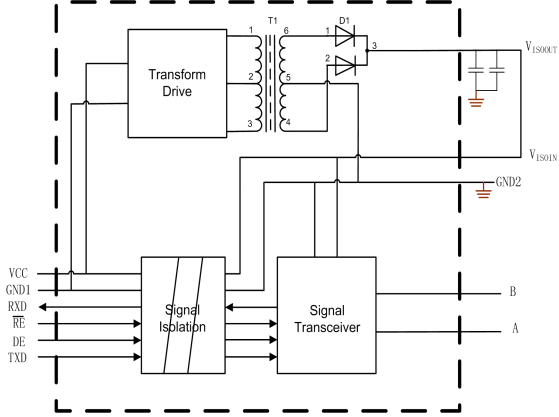 T1
D1
1
6
1
3
V_ISOOUT
2
Transform
Drive
2
5
3
4
V_ISOIN
GND2
VCC
GND1
RXD
R̅E̅
DE
TXD
Signal
Isolation
Signal
Transceiver
B
A